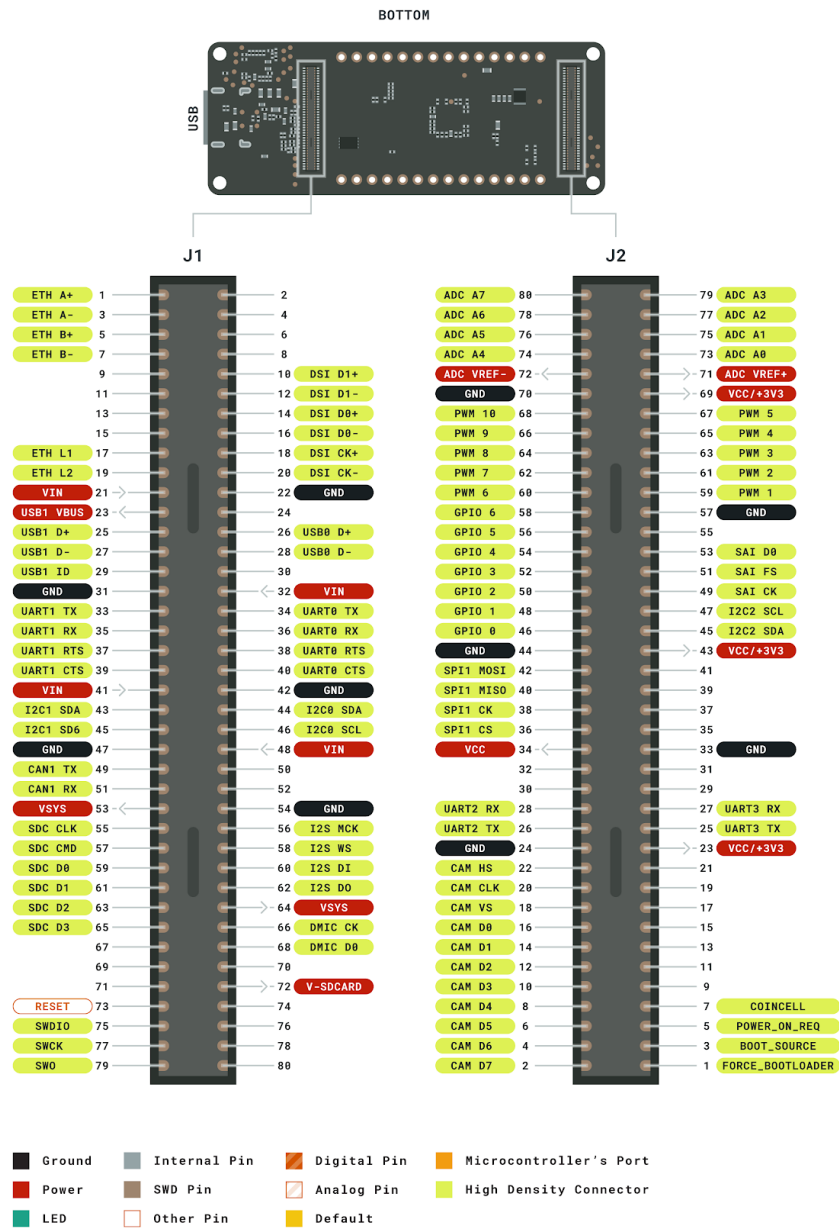 BOTTOM
USB
J1
J2
ETH A+ 1 2 ADC A7 80 79 ADC A3
ETH A- 3 4 ADC A6 78 77 ADC A2
ETH B+ 5 6 ADC A5 76 75 ADC A1
ETH B- 7 8 ADC A4 74 73 ADC A0
9 10 DSI D1+ ADC VREF- 72 71 ADC VREF+
11 12 DSI D1- GND 70 69 VCC/+3V3
13 14 DSI D0+ PWM 10 68 67 PWM 5
15 16 DSI D0- PWM 9 66 65 PWM 4
ETH L1 17 18 DSI CK+ PWM 8 64 63 PWM 3
ETH L2 19 20 DSI CK- PWM 7 62 61 PWM 2
VIN 21 22 GND PWM 6 60 59 PWM 1
USB1 VBUS 23 24 GPIO 6 58 57 GND
USB1 D+ 25 26 USB0 D+ GPIO 5 56 55
USB1 D- 27 28 USB0 D- GPIO 4 54 53 SAI D0
USB1 ID 29 30 GPIO 3 52 51 SAI FS
GND 31 32 VIN GPIO 2 50 49 SAI CK
UART1 TX 33 34 UART0 TX GPIO 1 48 47 I2C2 SCL
UART1 RX 35 36 UART0 RX GPIO 0 46 45 I2C2 SDA
UART1 RTS 37 38 UART0 RTS GND 44 43 VCC/+3V3
UART1 CTS 39 40 UART0 CTS SPI1 MOSI 42 41
VIN 41 42 GND SPI1 MISO 40 39
I2C1 SDA 43 44 I2C0 SDA SPI1 CK 38 37
I2C1 SD6 45 46 I2C0 SCL SPI1 CS 36 35
GND 47 48 VIN VCC 34 33 GND
CAN1 TX 49 50 32 31
CAN1 RX 51 52 30 29
VSYS 53 54 GND UART2 RX 28 27 UART3 RX
SDC CLK 55 56 I2S MCK UART2 TX 26 25 UART3 TX
SDC CMD 57 58 I2S WS GND 24 23 VCC/+3V3
SDC D0 59 60 I2S DI CAM HS 22 21
SDC D1 61 62 I2S DO CAM CLK 20 19
SDC D2 63 64 VSYS CAM VS 18 17
SDC D3 65 66 DMIC CK CAM D0 16 15
67 68 DMIC D0 CAM D1 14 13
69 70 CAM D2 12 11
71 72 V-SDCARD CAM D3 10 9
RESET 73 74 CAM D4 8 7 COINCELL
SWDIO 75 76 CAM D5 6 5 POWER_ON_REQ
SWCK 77 78 CAM D6 4 3 BOOT_SOURCE
SWO 79 80 CAM D7 2 1 FORCE_BOOTLOADER
Ground Internal Pin Digital Pin Microcontroller's Port
Power SWD Pin Analog Pin High Density Connector
LED Other Pin Default